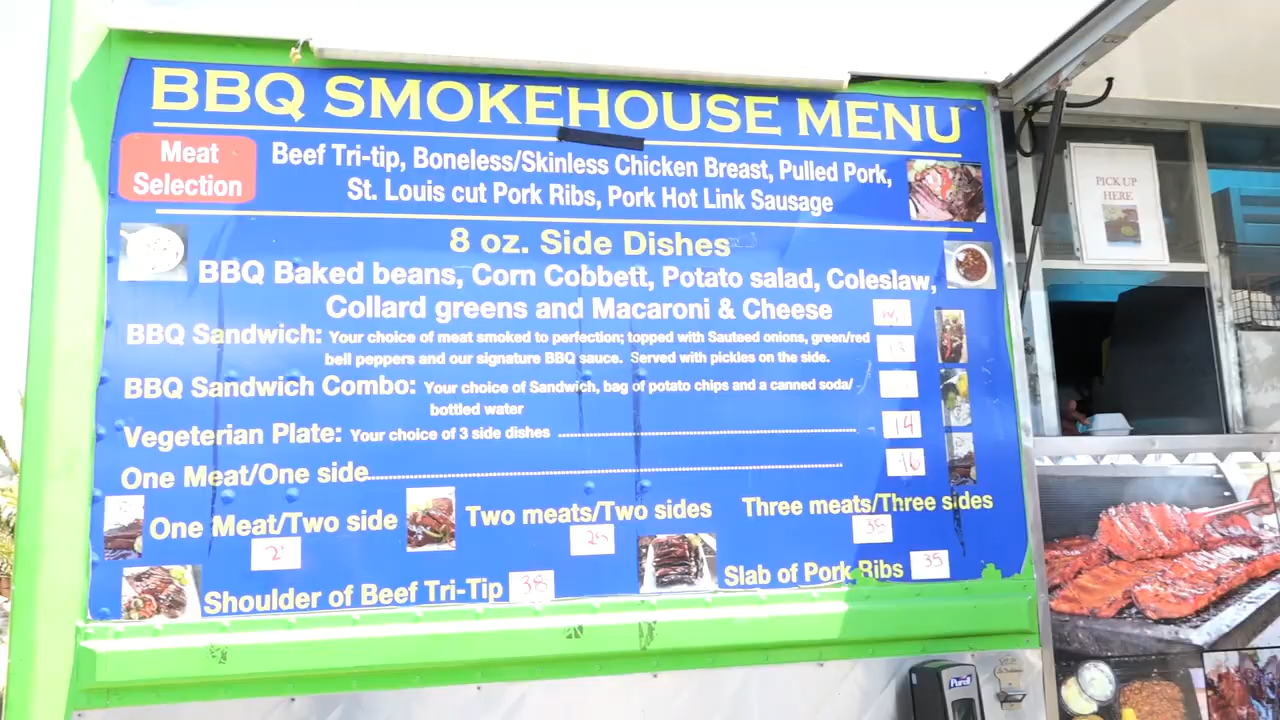 BBQ SMOKEHOUSE MENU
Meat
Selection
Beef Tri-tip, Boneless/Skinless Chicken Breast, Pulled Pork,
St. Louis cut Pork Ribs, Pork Hot Link Sausage
8 oz. Side Dishes
BBQ Baked beans, Corn Cobbett, Potato salad, Coleslaw,
Collard greens and Macaroni & Cheese
BBQ Sandwich: Your choice of meat smoked to perfection; topped with Sauteed onions, green/red
bell peppers and our signature BBQ sauce. Served with pickles on the side.
13
BBQ Sandwich Combo: Your choice of Sandwich, bag of potato chips and a canned soda/
bottled water
Vegeterian Plate: Your choice of 3 side dishes 14
One Meat/One side 16
One Meat/Two side
Two meats/Two sides
Three meats/Three sides
Shoulder of Beef Tri-Tip 38
Slab of Pork Ribs 35
PICK UP
HERE
Purell